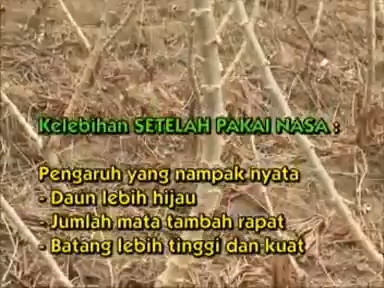 Kelebihan SETELAH PAKAI NASA :
Pengaruh yang nampak nyata
- Daun lebih hijau
- Jumlah mata tambah rapat
- Batang lebih tinggi dan kuat